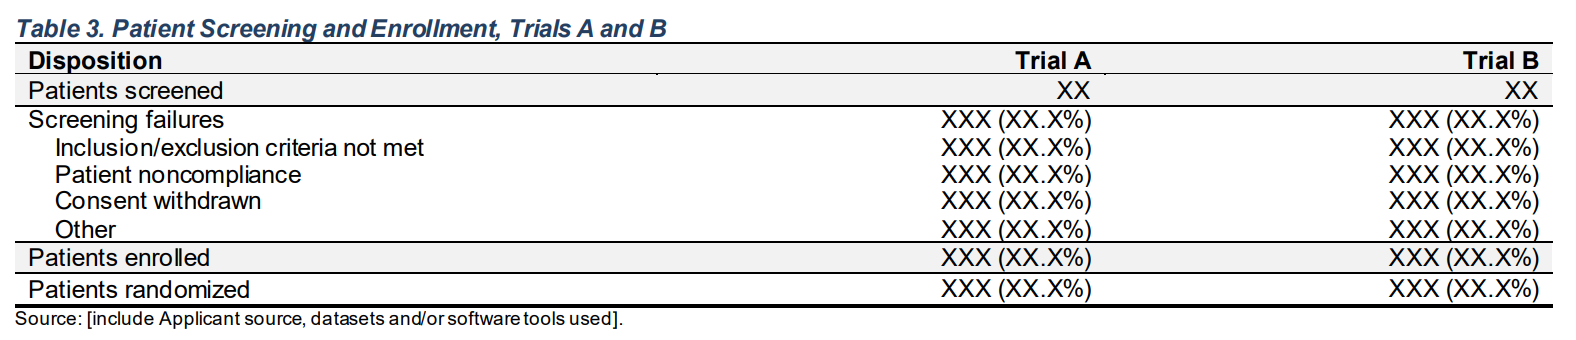 Table 3. Patient Screening and Enrollment, Trials A and B
Disposition Trial A Trial B
Patients screened XX XX
Screening failures XXX (XX.X%) XXX (XX.X%)
Inclusion/exclusion criteria not met XXX (XX.X%) XXX (XX.X%)
Patient noncompliance XXX (XX.X%) XXX (XX.X%)
Consent withdrawn XXX (XX.X%) XXX (XX.X%)
Other XXX (XX.X%) XXX (XX.X%)
Patients enrolled XXX (XX.X%) XXX (XX.X%)
Patients randomized XXX (XX.X%) XXX (XX.X%)
Source: [include Applicant source, datasets and/or software tools used].